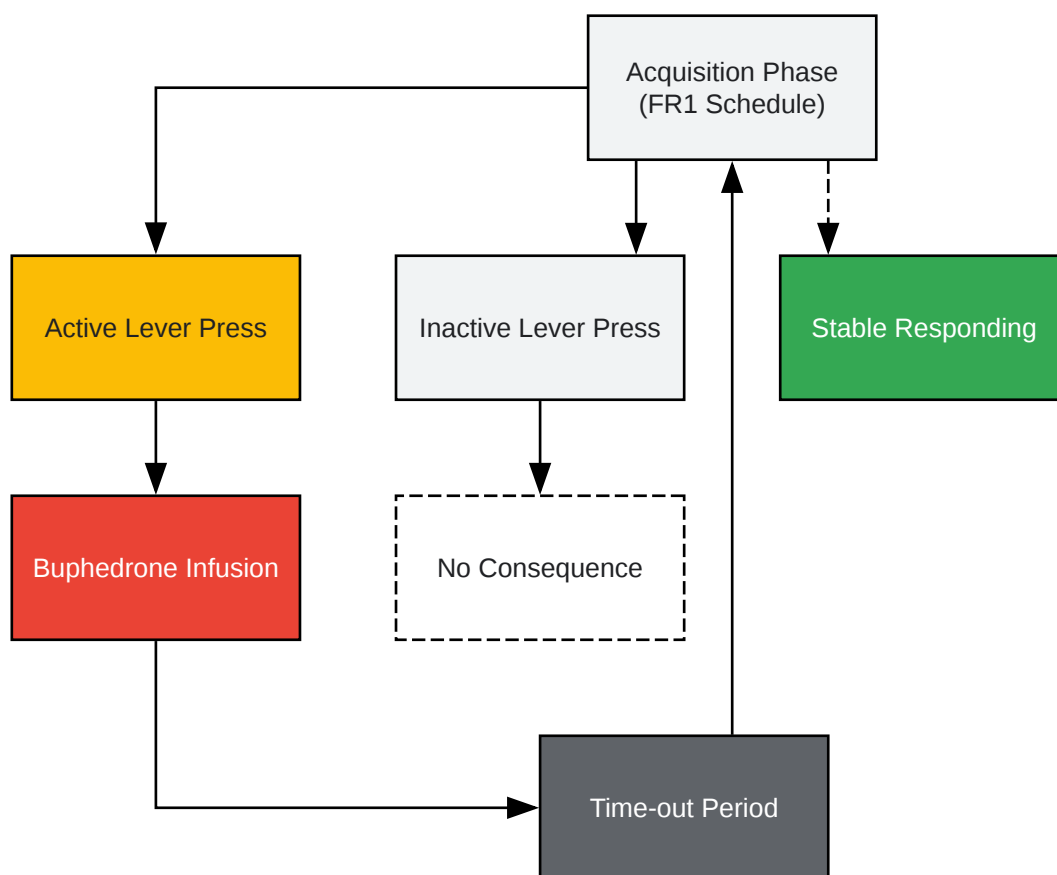 Acquisition Phase
(FR1 Schedule)
Active Lever Press
Inactive Lever Press
Stable Responding
Buphedrone Infusion
No Consequence
Time-out Period